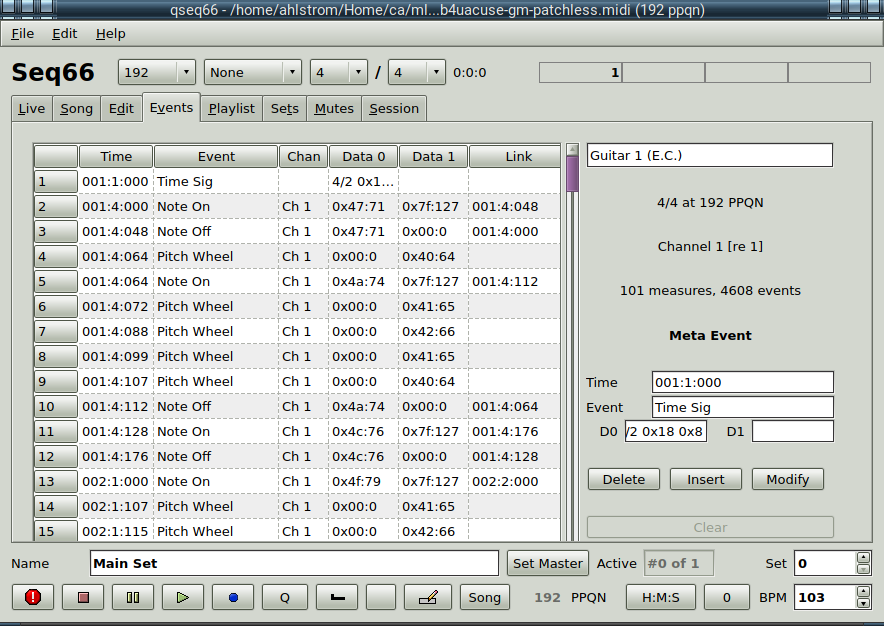 qseq66 - /home/ahlstrom/Home/ca/ml...b4uacuse-gm-patchless.midi (192 ppqn)
File Edit Help
Seq66 192 None 4 / 4 0:0:0 1
Live Song Edit Events Playlist Sets Mutes Session
Time Event Chan Data 0 Data 1 Link
1 001:1:000 Time Sig 4/2 0x1...
2 001:4:000 Note On Ch 1 0x47:71 0x7f:127 001:4:048
3 001:4:048 Note Off Ch 1 0x47:71 0x00:0 001:4:000
4 001:4:064 Pitch Wheel Ch 1 0x00:0 0x40:64
5 001:4:064 Note On Ch 1 0x4a:74 0x7f:127 001:4:112
6 001:4:072 Pitch Wheel Ch 1 0x00:0 0x41:65
7 001:4:088 Pitch Wheel Ch 1 0x00:0 0x42:66
8 001:4:099 Pitch Wheel Ch 1 0x00:0 0x41:65
9 001:4:107 Pitch Wheel Ch 1 0x00:0 0x40:64
10 001:4:112 Note Off Ch 1 0x4a:74 0x00:0 001:4:064
11 001:4:128 Note On Ch 1 0x4c:76 0x7f:127 001:4:176
12 001:4:176 Note Off Ch 1 0x4c:76 0x00:0 001:4:128
13 002:1:000 Note On Ch 1 0x4f:79 0x7f:127 002:2:000
14 002:1:107 Pitch Wheel Ch 1 0x00:0 0x41:65
15 002:1:115 Pitch Wheel Ch 1 0x00:0 0x42:66
Guitar 1 (E.C.)
4/4 at 192 PPQN
Channel 1 [re 1]
101 measures, 4608 events
Meta Event
Time 001:1:000
Event Time Sig
D0 /2 0x18 0x8 D1
Delete Insert Modify
Clear
Name Main Set Set Master Active #0 of 1 Set 0
Q Song 192 PPQN H:M:S 0 BPM 103